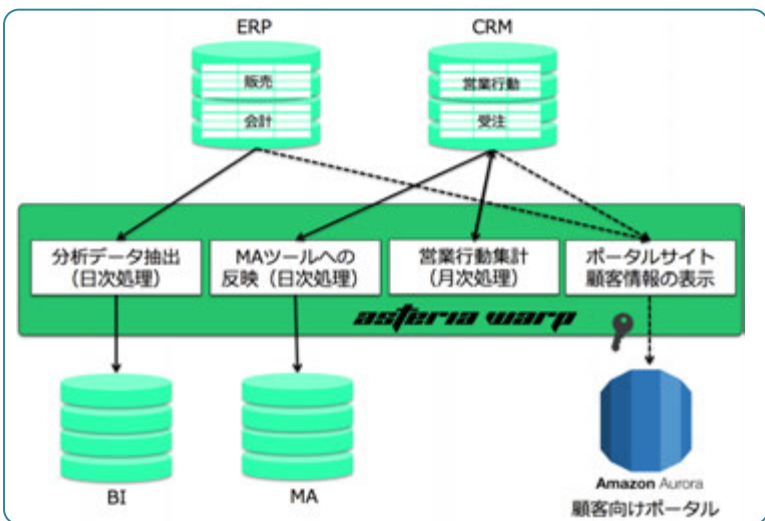 ERP
CRM
販売
会計
営業行動
受注
分析データ抽出
(日次処理)
MAツールへの
反映（日次処理)
営業行動集計
(月次処理)
ポータルサイト
顧客情報の表示
asteria warp
BI
MA
Amazon Aurora
顧客向けポータル